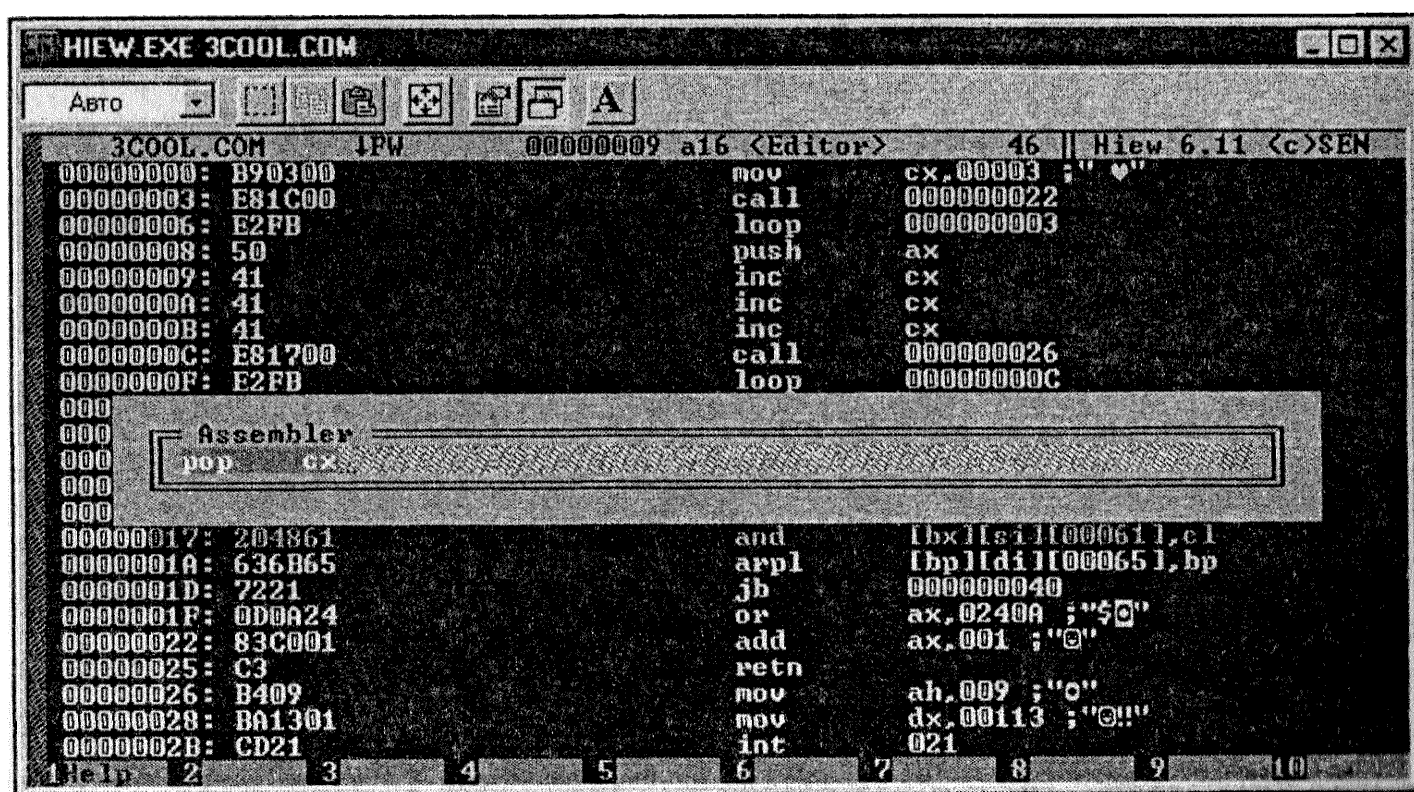 HIEW.EXE 3COOL.COM
Авто
A
3COOL.COM ↓PW 00000009 a16 <Editor> 46 ║ Hiew 6.11 <c>SEN
00000000: B90300 mov cx,00003 ;" ♥"
00000003: E81C00 call 000000022
00000006: E2FB loop 000000003
00000008: 50 push ax
00000009: 41 inc cx
0000000A: 41 inc cx
0000000B: 41 inc cx
0000000C: E81700 call 000000026
0000000F: E2FB loop 00000000C
000
000 Assembler
000 pop cx
000
000
00000017: 204861 and [bx][si][00061],cl
0000001A: 636B65 arpl [bp][di][00065],bp
0000001D: 7221 jb 000000040
0000001F: 0D0A24 or ax,0240A ;"$◙"
00000022: 83C001 add ax,001 ;"☺"
00000025: C3 retn
00000026: B409 mov ah,009 ;"○"
00000028: BA1301 mov dx,00113 ;"☺‼"
0000002B: CD21 int 021
1Help 2 3 4 5 6 7 8 9 10